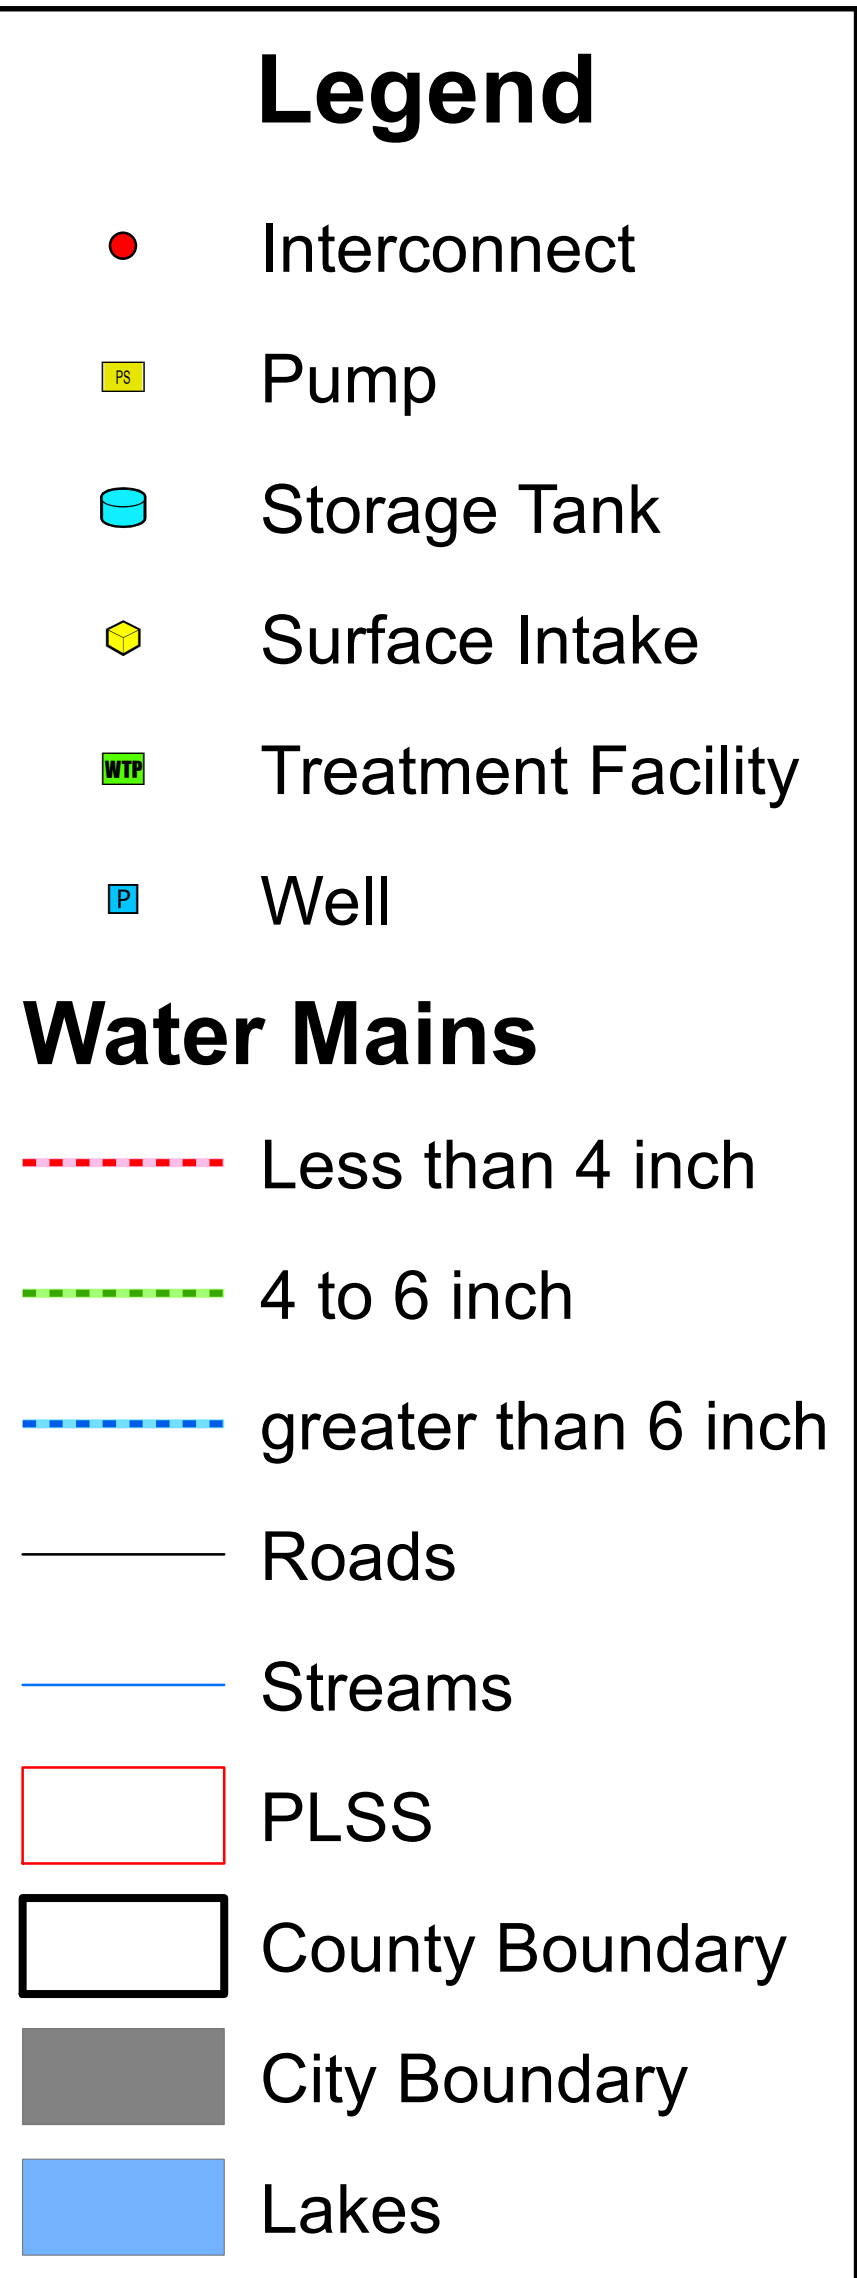 Legend
Interconnect
PS Pump
Storage Tank
Surface Intake
WTP Treatment Facility
P Well
Water Mains
Less than 4 inch
4 to 6 inch
greater than 6 inch
Roads
Streams
PLSS
County Boundary
City Boundary
Lakes